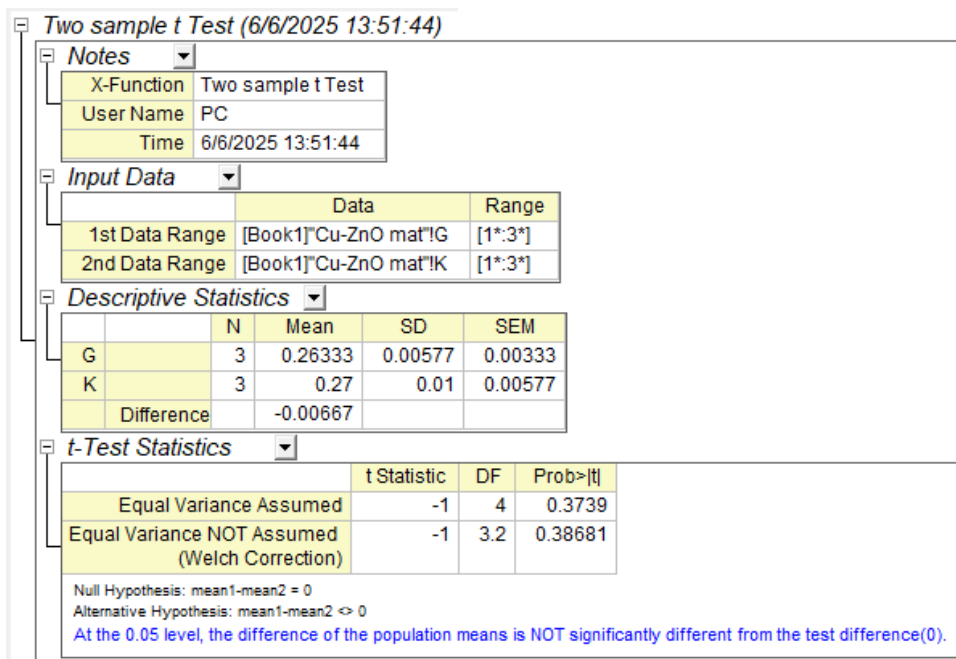 Two sample t Test (6/6/2025 13:51:44)
Notes
X-Function Two sample t Test
User Name PC
Time 6/6/2025 13:51:44
Input Data
Data Range
1st Data Range [Book1]"Cu-ZnO mat"!G [1*:3*]
2nd Data Range [Book1]"Cu-ZnO mat"!K [1*:3*]
Descriptive Statistics
N Mean SD SEM
G 3 0.26333 0.00577 0.00333
K 3 0.27 0.01 0.00577
Difference -0.00667
t-Test Statistics
t Statistic DF Prob>|t|
Equal Variance Assumed -1 4 0.3739
Equal Variance NOT Assumed -1 3.2 0.38681
(Welch Correction)
Null Hypothesis: mean1-mean2 = 0
Alternative Hypothesis: mean1-mean2 <> 0
At the 0.05 level, the difference of the population means is NOT significantly different from the test difference(0).